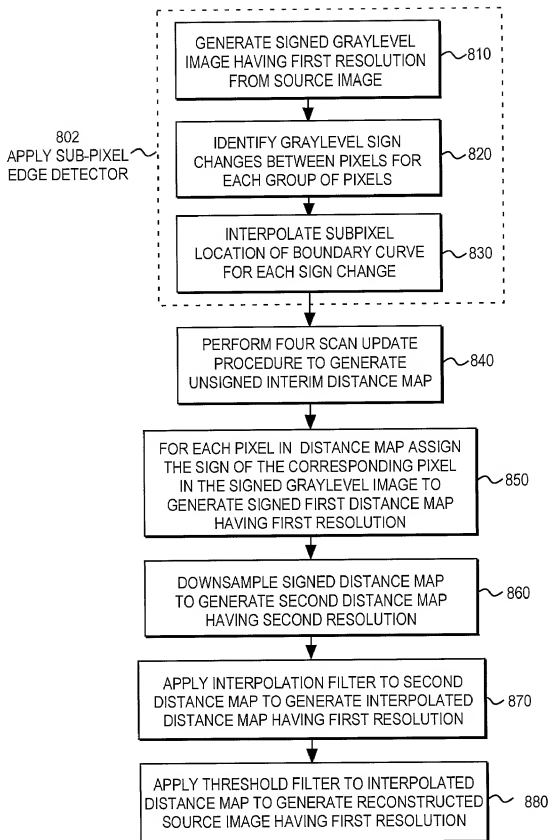 GENERATE SIGNED GRAYLEVEL
IMAGE HAVING FIRST RESOLUTION
FROM SOURCE IMAGE
810
802
APPLY SUB-PIXEL
EDGE DETECTOR
IDENTIFY GRAYLEVEL SIGN
CHANGES BETWEEN PIXELS FOR
EACH GROUP OF PIXELS
820
INTERPOLATE SUBPIXEL
LOCATION OF BOUNDARY CURVE
FOR EACH SIGN CHANGE
830
PERFORM FOUR SCAN UPDATE
PROCEDURE TO GENERATE
UNSIGNED INTERIM DISTANCE MAP
840
FOR EACH PIXEL IN DISTANCE MAP ASSIGN
THE SIGN OF THE CORRESPONDING PIXEL
IN THE SIGNED GRAYLEVEL IMAGE TO
GENERATE SIGNED FIRST DISTANCE MAP
HAVING FIRST RESOLUTION
850
DOWNSAMPLE SIGNED DISTANCE MAP
TO GENERATE SECOND DISTANCE MAP
HAVING SECOND RESOLUTION
860
APPLY INTERPOLATION FILTER TO SECOND
DISTANCE MAP TO GENERATE INTERPOLATED
DISTANCE MAP HAVING FIRST RESOLUTION
870
APPLY THRESHOLD FILTER TO INTERPOLATED
DISTANCE MAP TO GENERATE RECONSTRUCTED
SOURCE IMAGE HAVING FIRST RESOLUTION
880